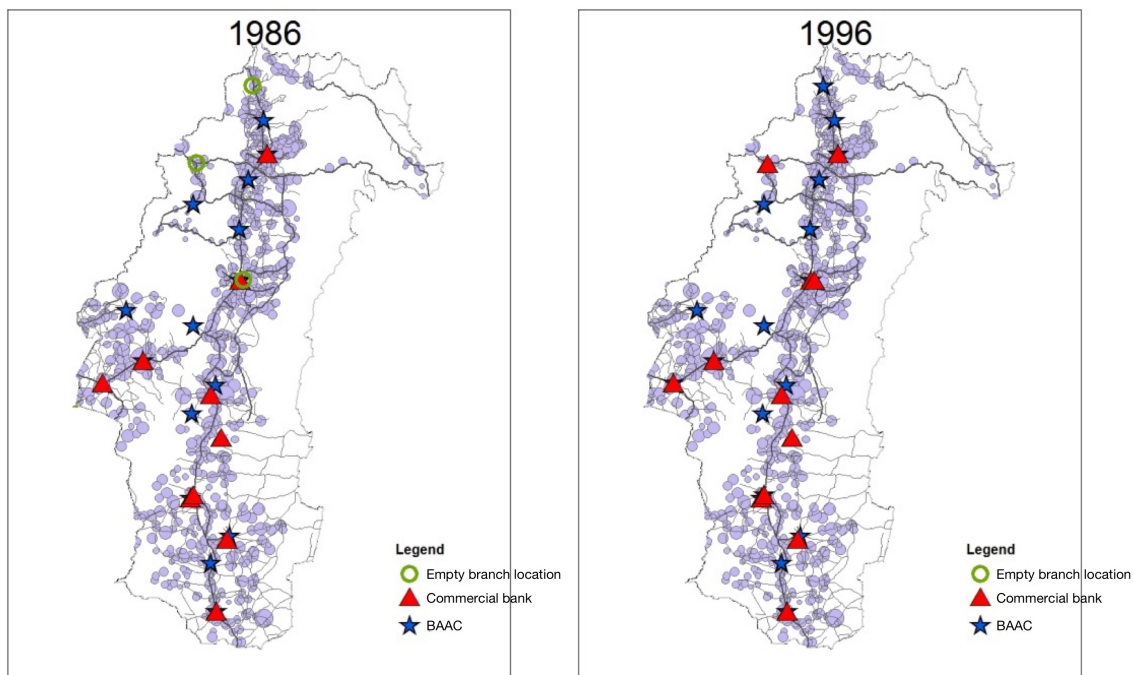 1986
Legend
Empty branch location
Commercial bank
BAAC
1996
Legend
Empty branch location
Commercial bank
BAAC